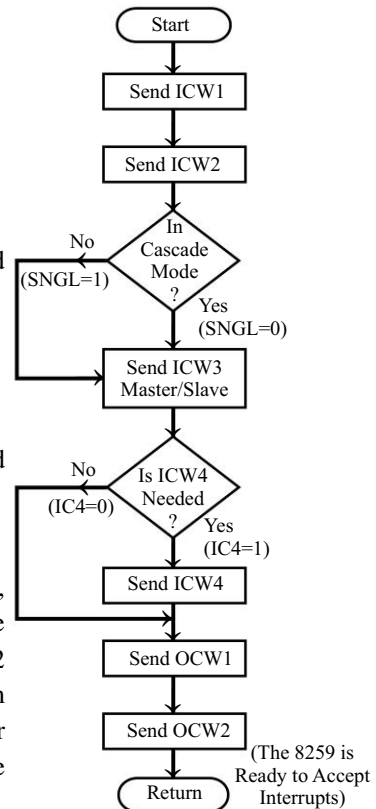 Start
Send ICW1
Send ICW2
In
Cascade
Mode
?
No
(SNGL=1)
Yes
(SNGL=0)
Send ICW3
Master/Slave
Is ICW4
Needed
?
No
(IC4=0)
Yes
(IC4=1)
Send ICW4
Send OCW1
Send OCW2
(The 8259 is
Ready to Accept
Interrupts)
Return